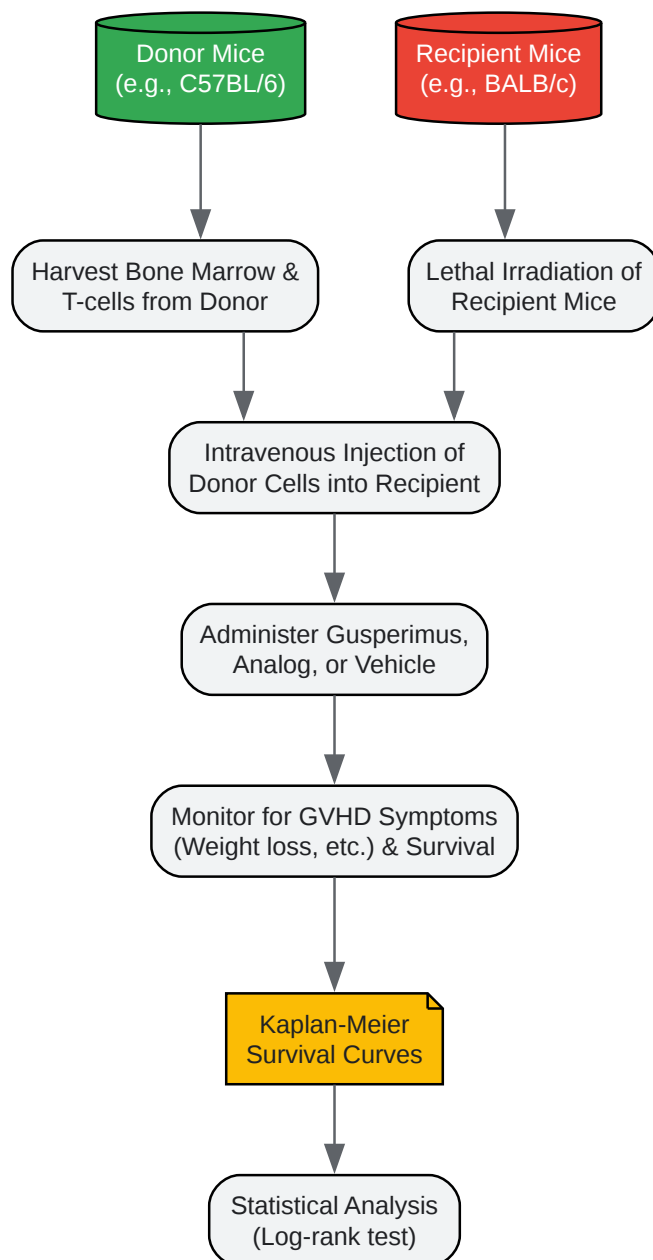 Donor Mice
(e.g., C57BL/6)
Recipient Mice
(e.g., BALB/c)
Harvest Bone Marrow &
T-cells from Donor
Lethal Irradiation of
Recipient Mice
Intravenous Injection of
Donor Cells into Recipient
Administer Gusperimus,
Analog, or Vehicle
Monitor for GVHD Symptoms
(Weight loss, etc.) & Survival
Kaplan-Meier
Survival Curves
Statistical Analysis
(Log-rank test)